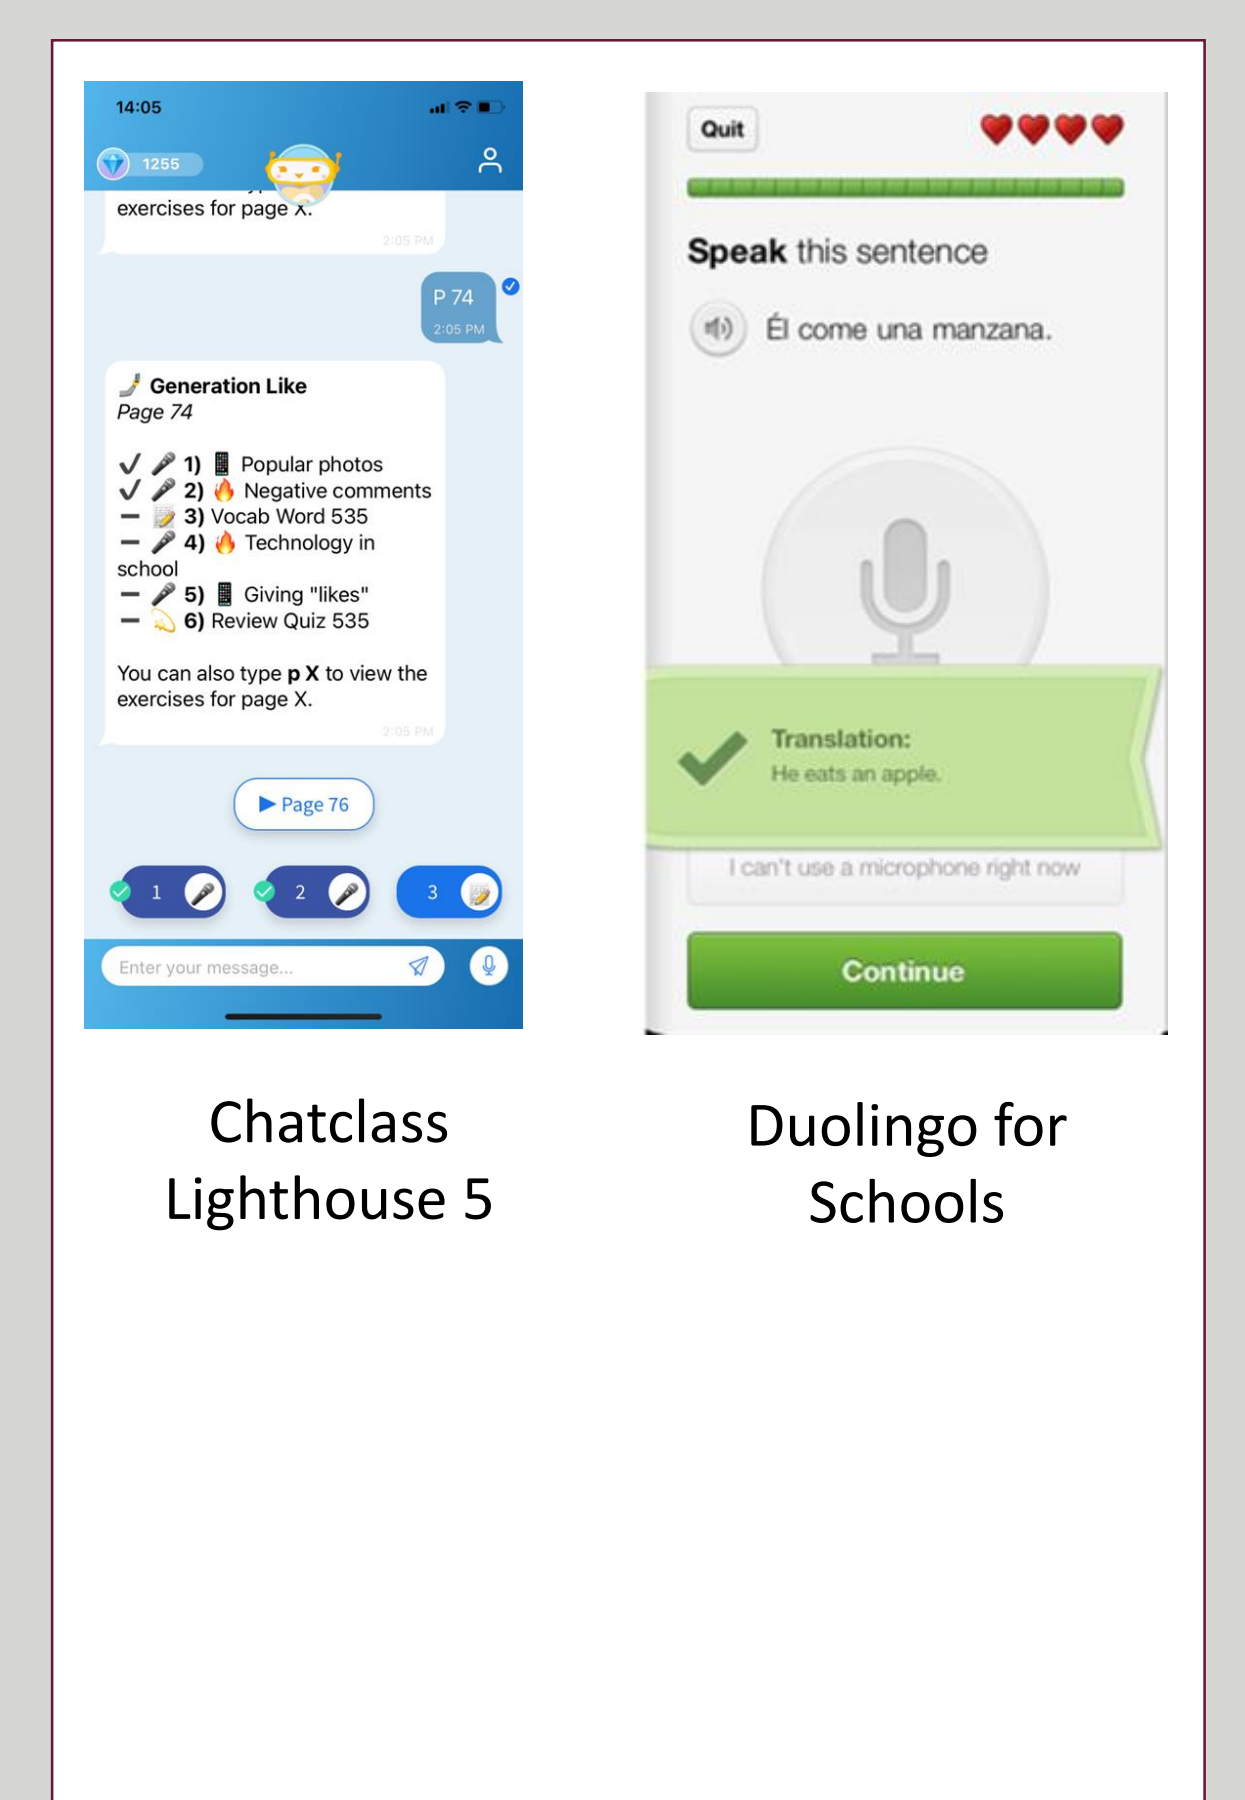 14:05
1255
exercises for page X.
2:05 PM
P 74
2:05 PM
Generation Like
Page 74
1) Popular photos
2) Negative comments
3) Vocab Word 535
4) Technology in
school
5) Giving "likes"
6) Review Quiz 535
You can also type p X to view the
exercises for page X.
2:05 PM
Page 76
1
2
3
Enter your message...
Chatclass
Lighthouse 5
Quit
Speak this sentence
Él come una manzana.
Translation:
He eats an apple.
I can't use a microphone right now
Continue
Duolingo for
Schools